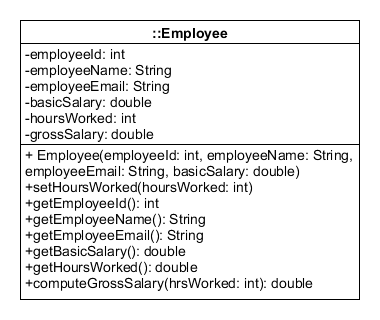 ::Employee
-employeeId: int
-employeeName: String
-employeeEmail: String
-basicSalary: double
-hoursWorked: int
-grossSalary: double
+ Employee(employeeId: int, employeeName: String,
employeeEmail: String, basicSalary: double)
+setHoursWorked(hoursWorked: int)
+getEmployeeId(): int
+getEmployeeName(): String
+getEmployeeEmail(): String
+getBasicSalary(): double
+getHoursWorked(): double
+computeGrossSalary(hrsWorked: int): double